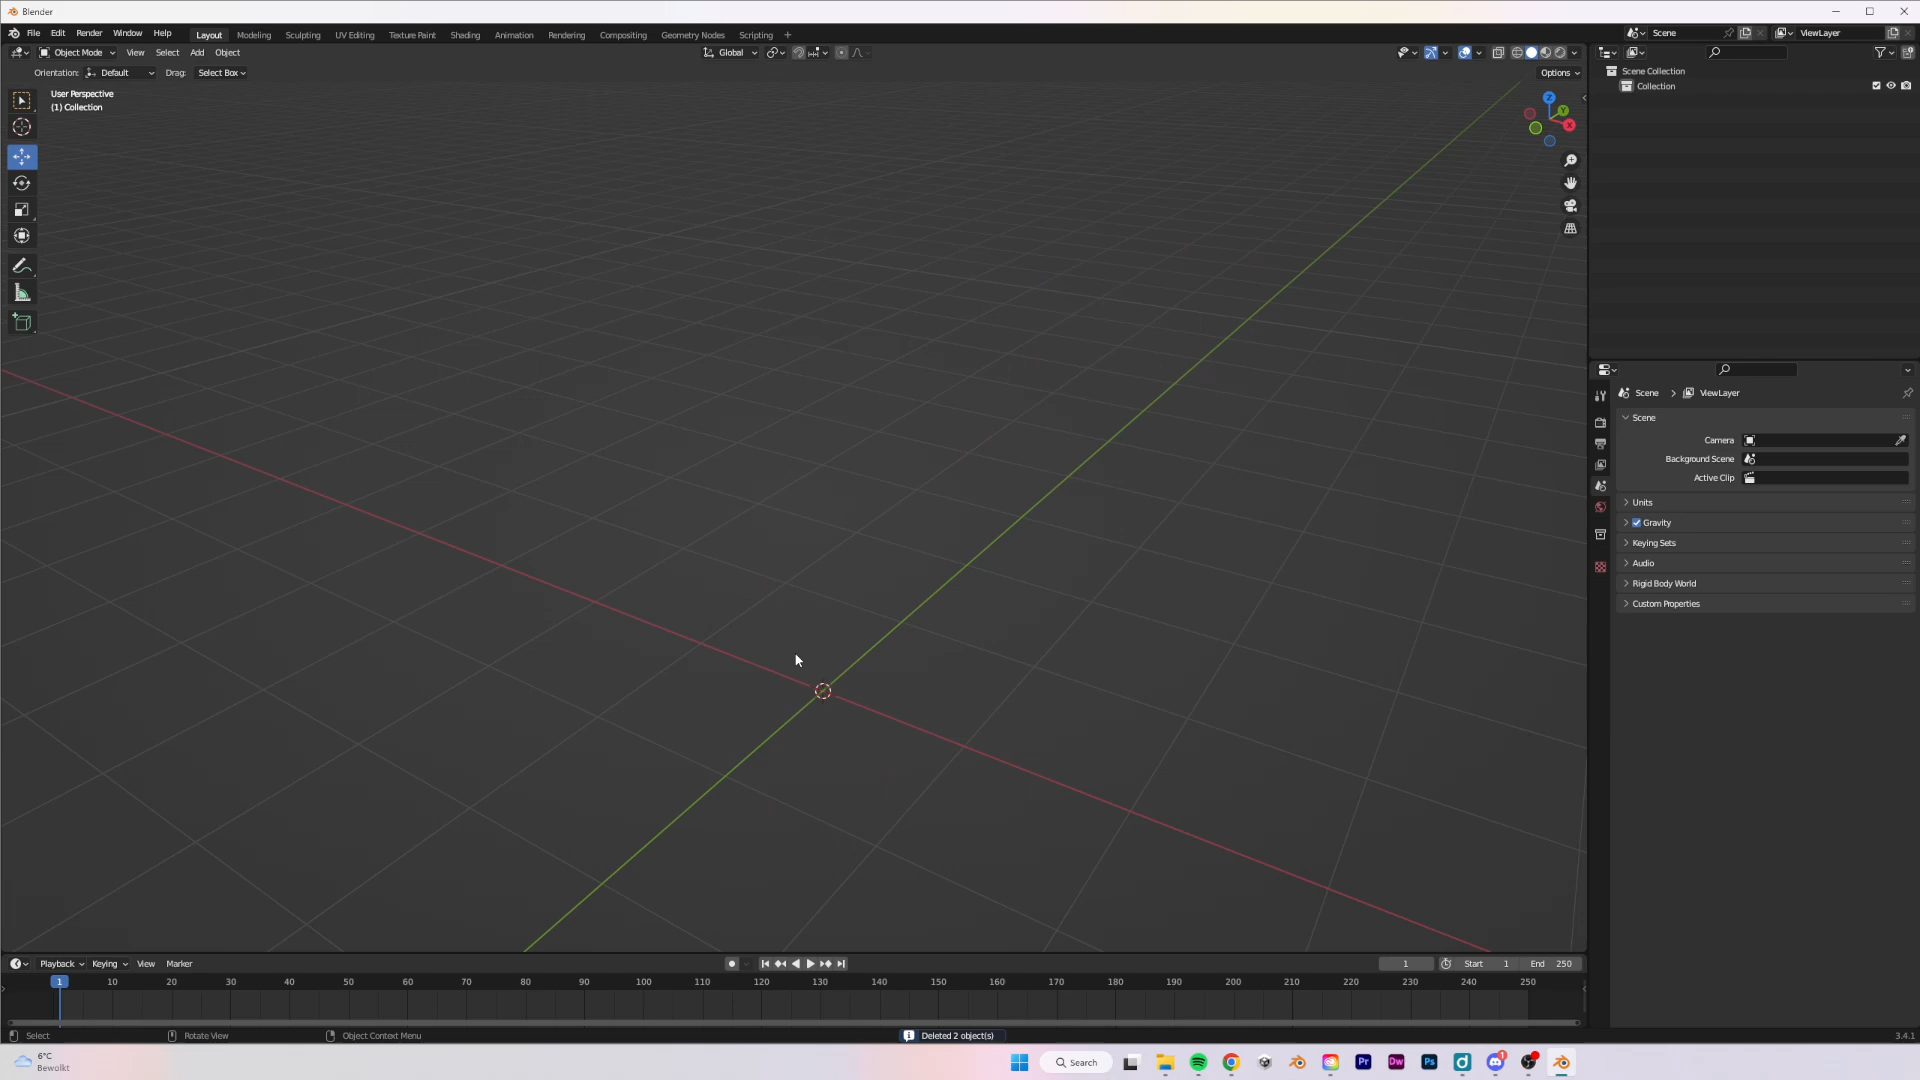 Blender
File Edit Render Window Help Layout Modeling Sculpting UV Editing Texture Paint Shading Animation Rendering Compositing Geometry Nodes Scripting +
Scene ViewLayer
Object Mode View Select Add Object Global
Orientation: Default Drag: Select Box Options
User Perspective
(1) Collection
Z
Y
X
Scene Collection
Collection
Scene > ViewLayer
Scene
Camera
Background Scene
Active Clip
Units
Gravity
Keying Sets
Audio
Rigid Body World
Custom Properties
Playback Keying View Marker 1 Start 1 End 250
1 10 20 30 40 50 60 70 80 90 100 110 120 130 140 150 160 170 180 190 200 210 220 230 240 250
Select Rotate View Object Context Menu Deleted 2 object(s) 3.4.1
6°C
Bewolkt
Search
Pr
Dw
Ps
d
1